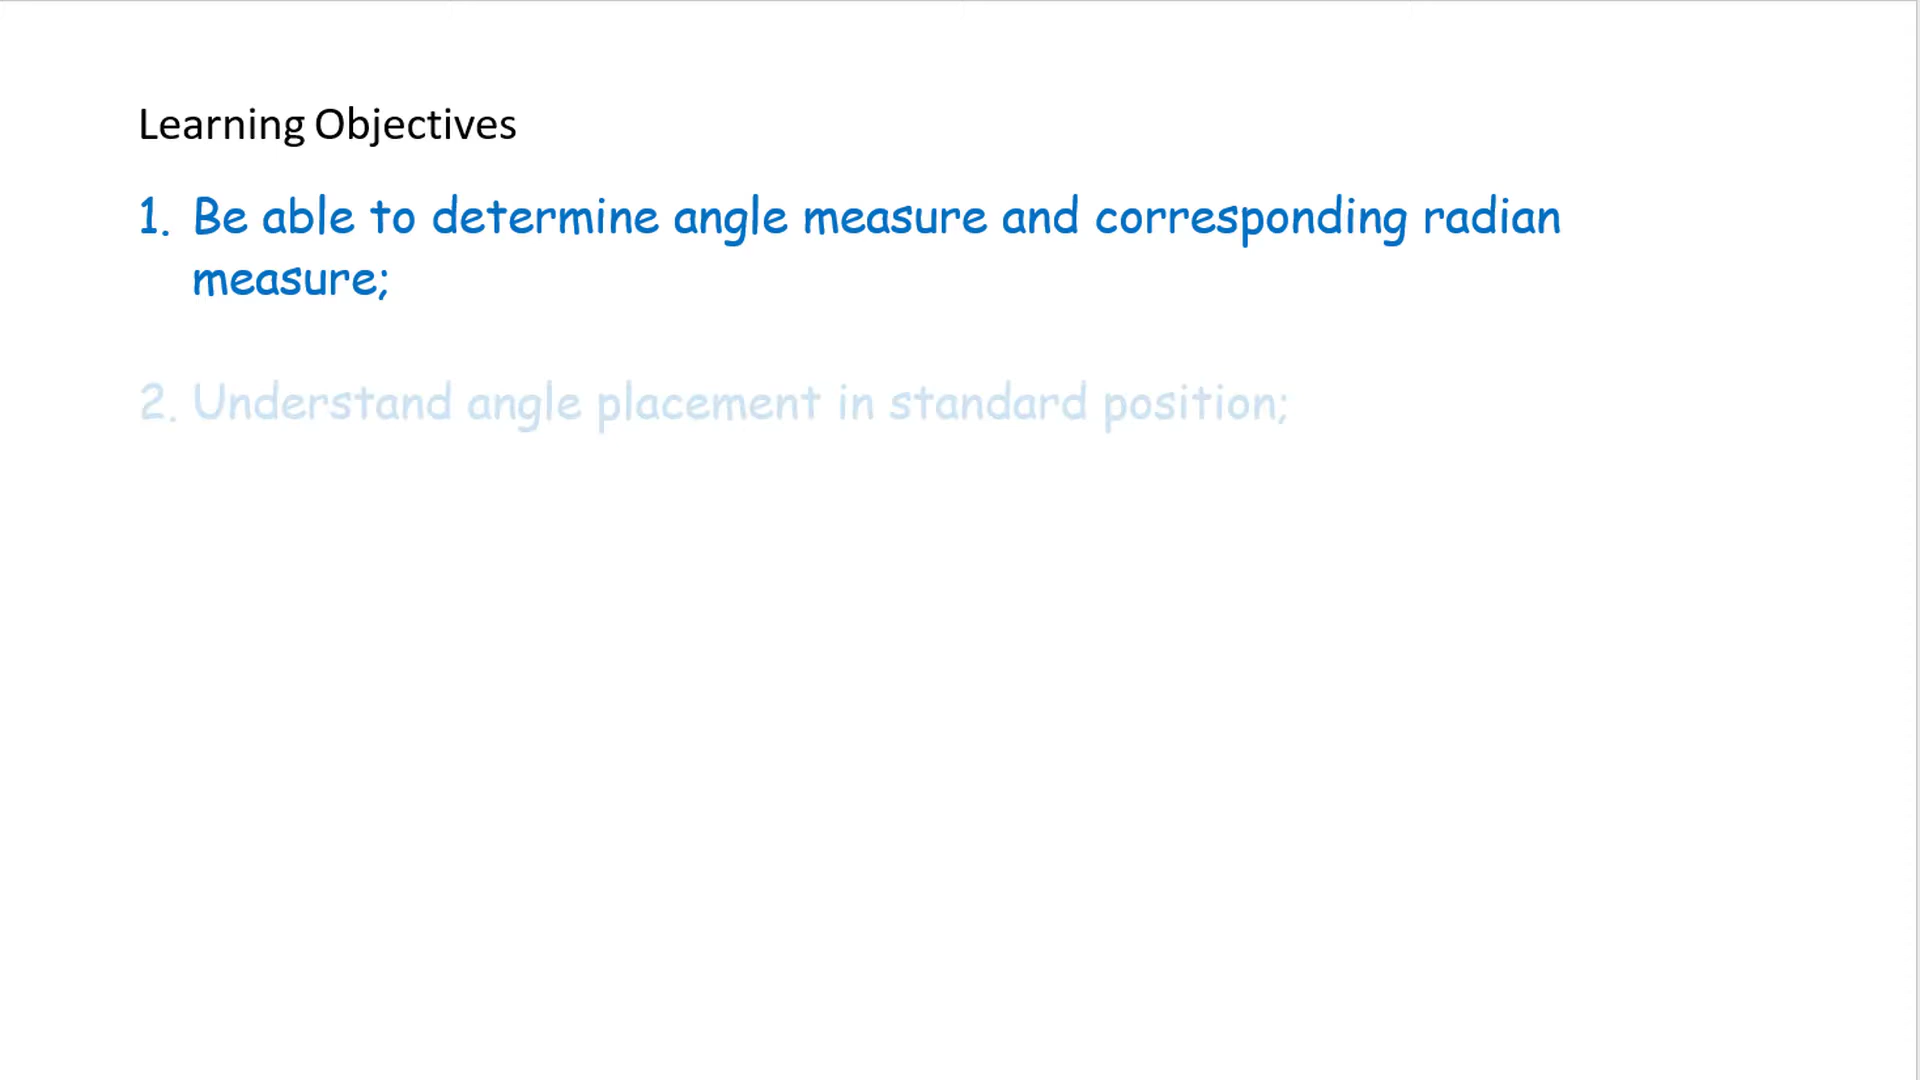 Learning Objectives
1. Be able to determine angle measure and corresponding radian
measure;
2. Understand angle placement in standard position;